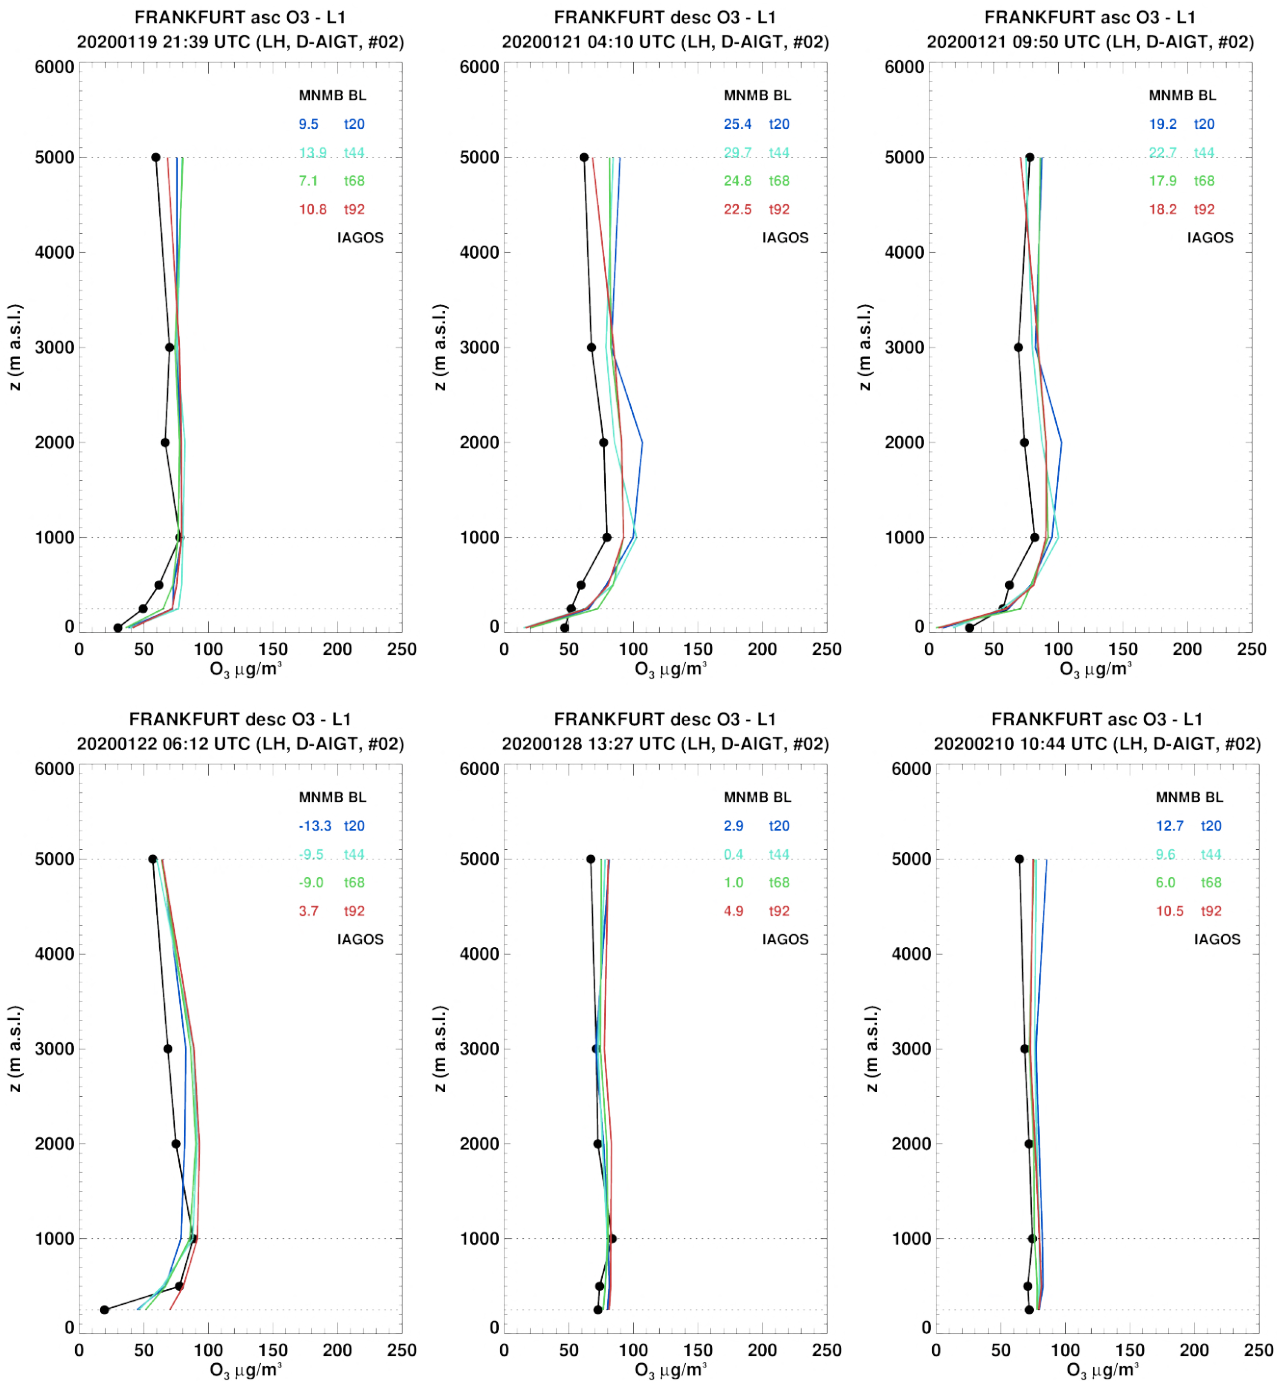 FRANKFURT asc O3 - L1
20200119 21:39 UTC (LH, D-AIGT, #02)
6000
5000
4000
3000
2000
1000
0
z (m a.s.l.)
MNMB BL
9.5 t20
13.9 t44
7.1 t68
10.8 t92
IAGOS
0 50 100 150 200 250
O₃ µg/m³
FRANKFURT desc O3 - L1
20200121 04:10 UTC (LH, D-AIGT, #02)
6000
5000
4000
3000
2000
1000
0
z (m a.s.l.)
MNMB BL
25.4 t20
29.7 t44
24.8 t68
22.5 t92
IAGOS
0 50 100 150 200 250
O₃ µg/m³
FRANKFURT asc O3 - L1
20200121 09:50 UTC (LH, D-AIGT, #02)
6000
5000
4000
3000
2000
1000
0
z (m a.s.l.)
MNMB BL
19.2 t20
22.7 t44
17.9 t68
18.2 t92
IAGOS
0 50 100 150 200 250
O₃ µg/m³
FRANKFURT desc O3 - L1
20200122 06:12 UTC (LH, D-AIGT, #02)
6000
5000
4000
3000
2000
1000
0
z (m a.s.l.)
MNMB BL
-13.3 t20
-9.5 t44
-9.0 t68
3.7 t92
IAGOS
0 50 100 150 200 250
O₃ µg/m³
FRANKFURT desc O3 - L1
20200128 13:27 UTC (LH, D-AIGT, #02)
6000
5000
4000
3000
2000
1000
0
z (m a.s.l.)
MNMB BL
2.9 t20
0.4 t44
1.0 t68
4.9 t92
IAGOS
0 50 100 150 200 250
O₃ µg/m³
FRANKFURT asc O3 - L1
20200210 10:44 UTC (LH, D-AIGT, #02)
6000
5000
4000
3000
2000
1000
0
z (m a.s.l.)
MNMB BL
12.7 t20
9.6 t44
6.0 t68
10.5 t92
IAGOS
0 50 100 150 200 250
O₃ µg/m³